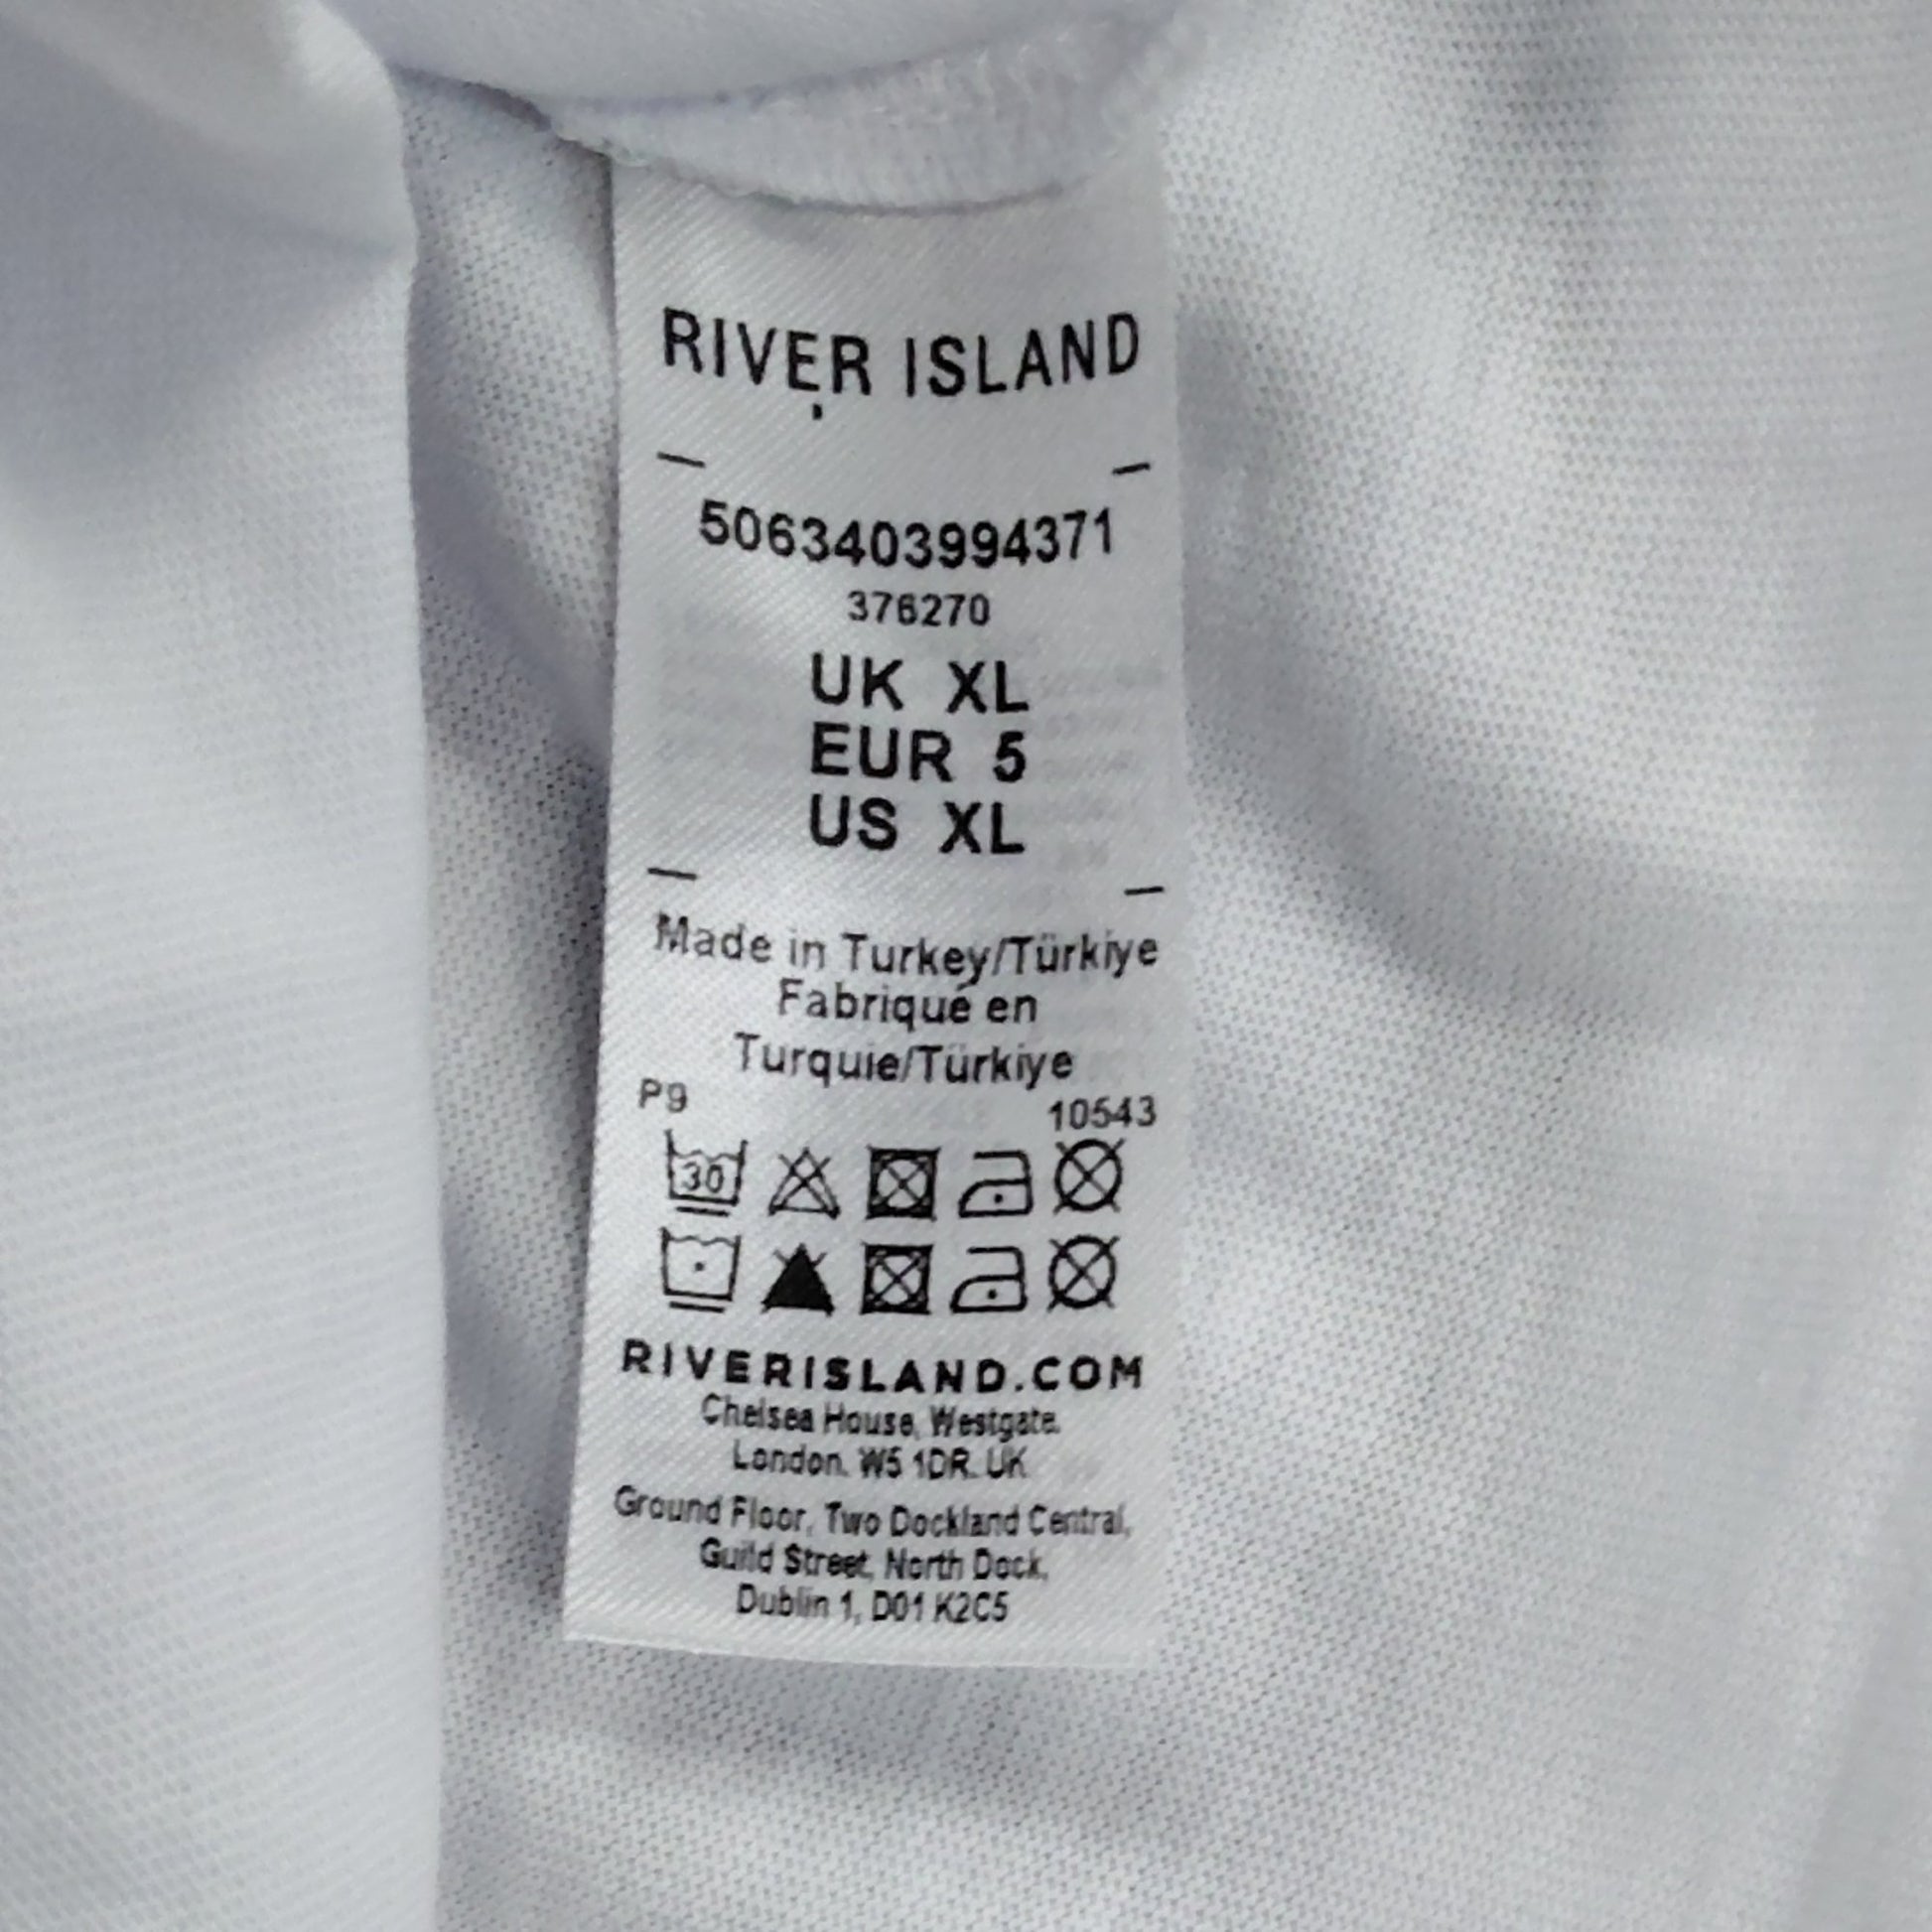 RIVER ISLAND
5063403994371
376270
UK XL
EUR 5
US XL
Made in Turkey/Türkiye
Fabriqué en
Turquie/Türkiye
P9 10543
30
RIVERISLAND.COM
Chelsea House, Westgate.
London. W5 1DR. UK
Ground Floor, Two Dockland Central,
Guild Street, North Dock,
Dublin 1, D01 K2C5